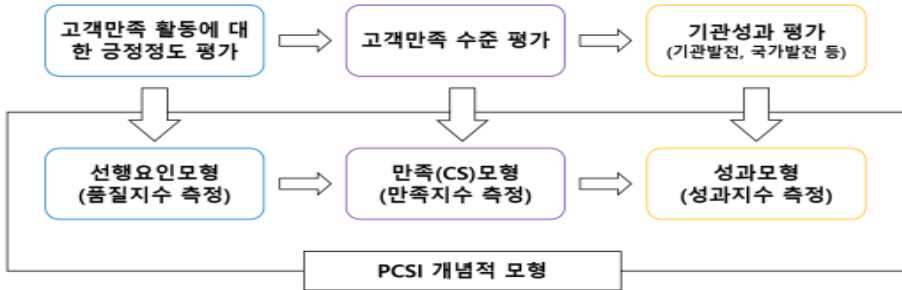 고객만족 활동에 대
한 긍정정도 평가
고객만족 수준 평가
기관성과 평가
(기관발전, 국가발전 등)
선행요인모형
(품질지수 측정)
만족(CS)모형
(만족지수 측정)
성과모형
(성과지수 측정)
PCSI 개념적 모형